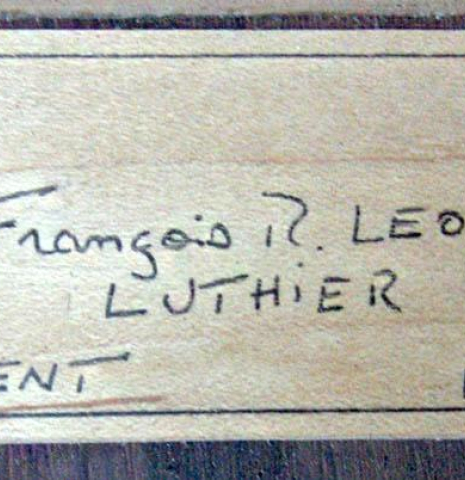 François R. LEO
LUTHiER
ENT